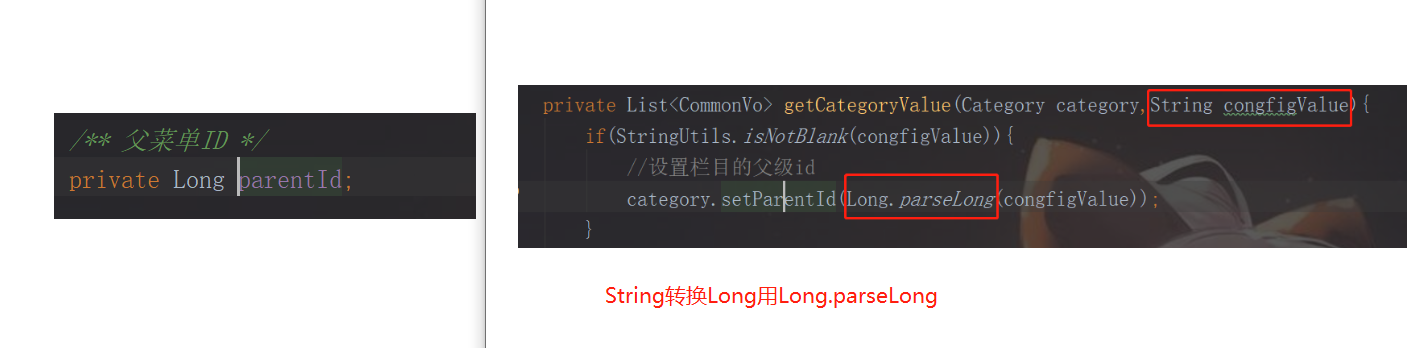 /** 父菜单ID */
private Long parentId;
private List<CommonVo> getCategoryValue(Category category,String congfigValue){
if(StringUtils.isNotBlank(congfigValue)){
//设置栏目的父级id
category.setParentId(Long.parseLong(congfigValue));
}
String转换Long用Long.parseLong